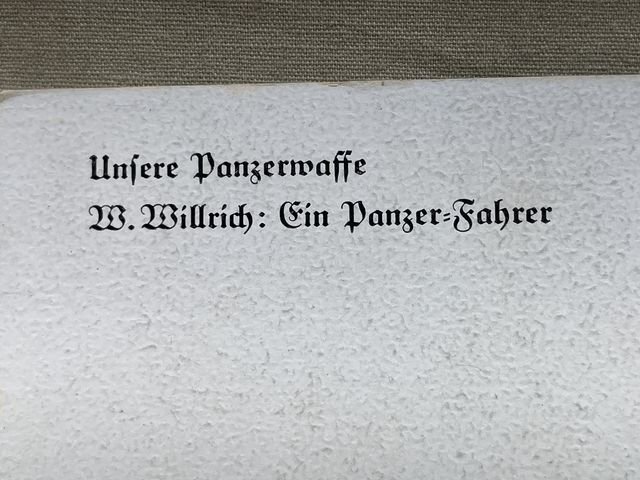 Unſere Panzerwaffe
W. Willrich: Ein Panzer-Fahrer